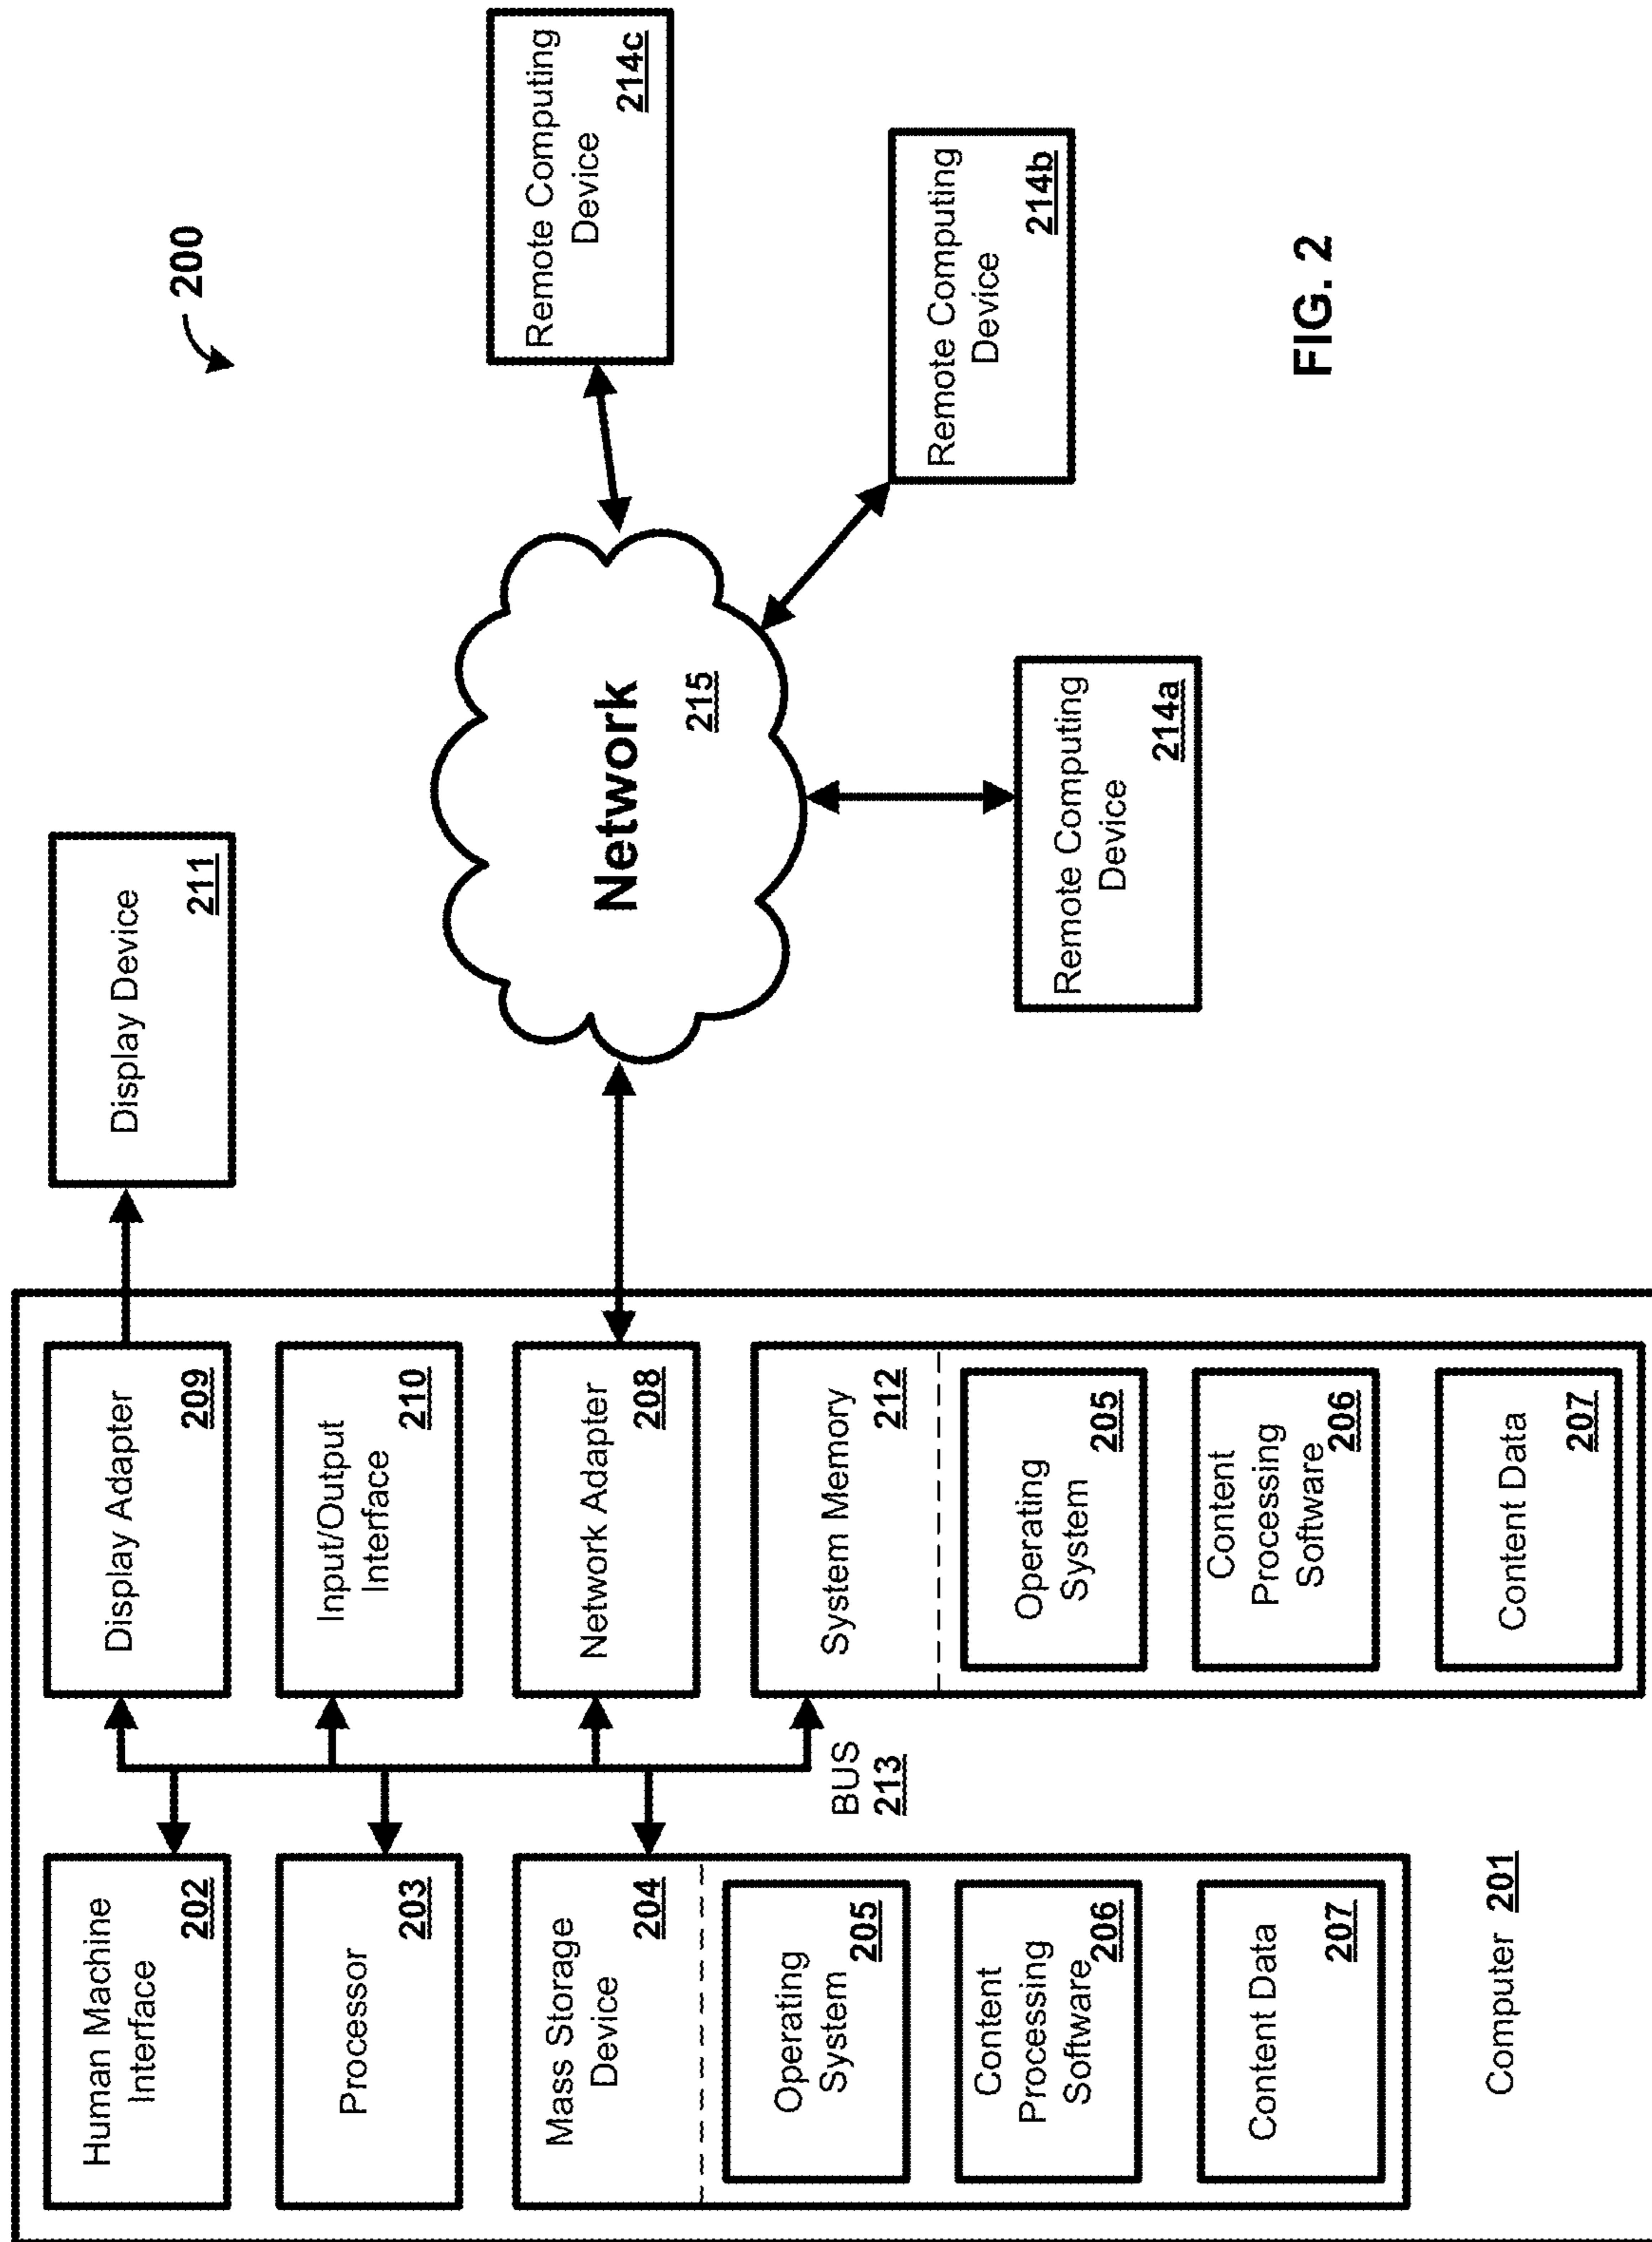 200
Human Machine
Interface
202
Processor
203
Mass Storage
Device
204
Operating
System
205
Content
Processing
Software
206
Content Data
207
Computer 201
BUS
213
Display Adapter
209
Input/Output
Interface
210
Network Adapter
208
System Memory
212
Operating
System
205
Content
Processing
Software
206
Content Data
207
Display Device
211
Network
215
Remote Computing
Device
214a
Remote Computing
Device
214b
Remote Computing
Device
214c
FIG. 2